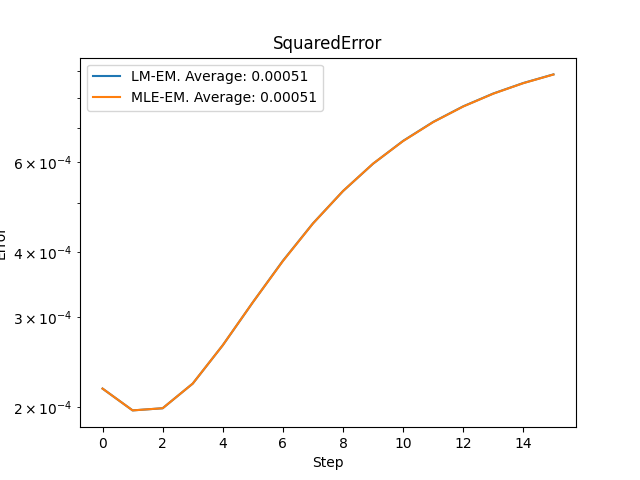 SquaredError
LM-EM. Average: 0.00051
MLE-EM. Average: 0.00051
6 × 10⁻⁴
4 × 10⁻⁴
3 × 10⁻⁴
2 × 10⁻⁴
Error
0 2 4 6 8 10 12 14
Step